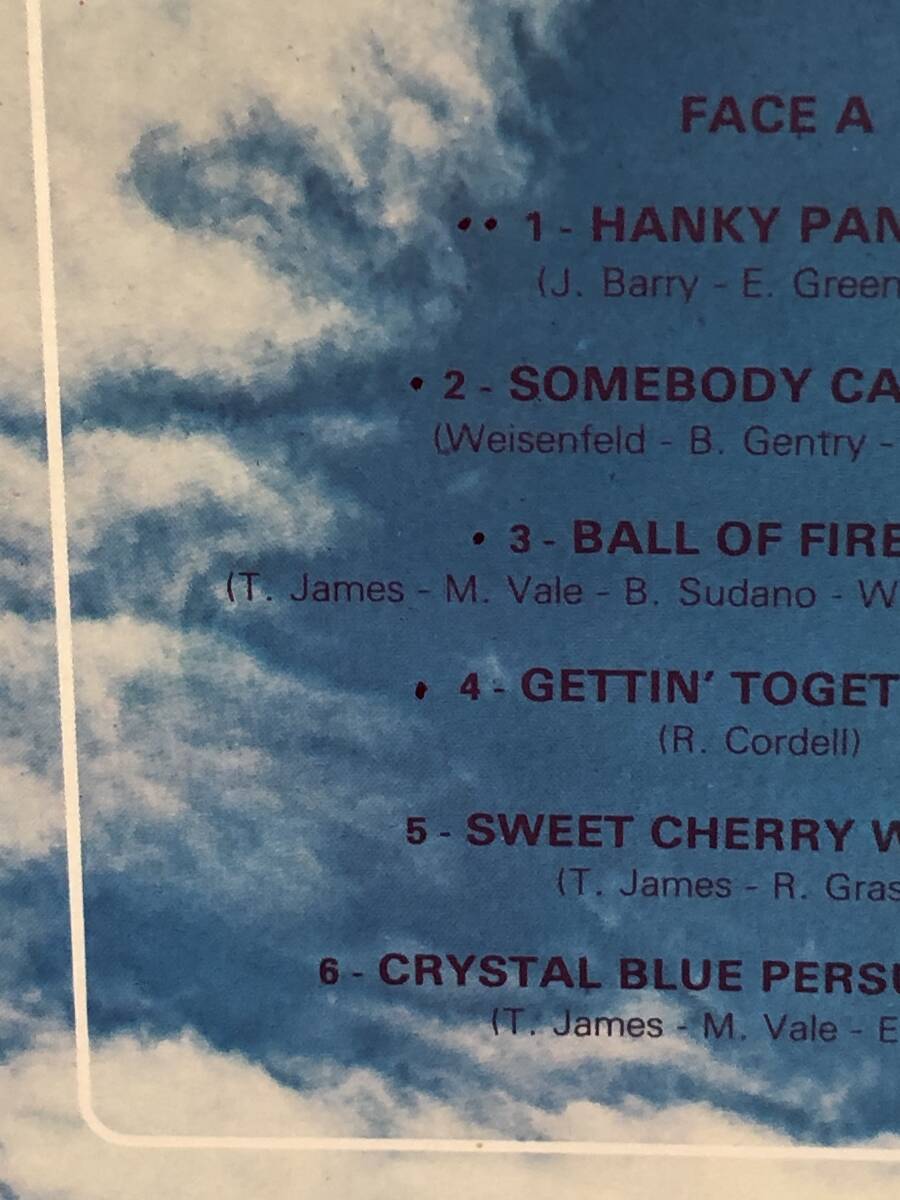 FACE A
•• 1 - HANKY PAN
(J. Barry - E. Green
• 2 - SOMEBODY CA
(Weisenfeld - B. Gentry -
• 3 - BALL OF FIRE
(T. James - M. Vale - B. Sudano - W
• 4 - GETTIN' TOGET
(R. Cordell)
5 - SWEET CHERRY W
(T. James - R. Gras
6 - CRYSTAL BLUE PERSU
(T. James - M. Vale - E